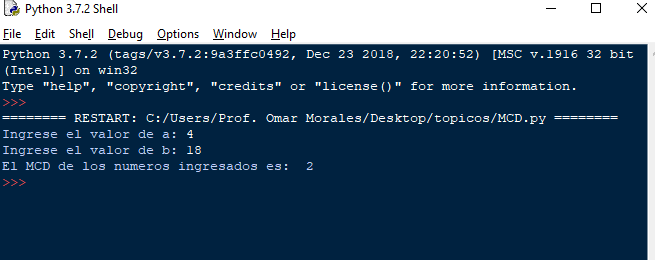 Python 3.7.2 Shell
File Edit Shell Debug Options Window Help
Python 3.7.2 (tags/v3.7.2:9a3ffc0492, Dec 23 2018, 22:20:52) [MSC v.1916 32 bit
(Intel)] on win32
Type "help", "copyright", "credits" or "license()" for more information.
>>>
======== RESTART: C:/Users/Prof. Omar Morales/Desktop/topicos/MCD.py ========
Ingrese el valor de a: 4
Ingrese el valor de b: 18
El MCD de los numeros ingresados es:  2
>>>